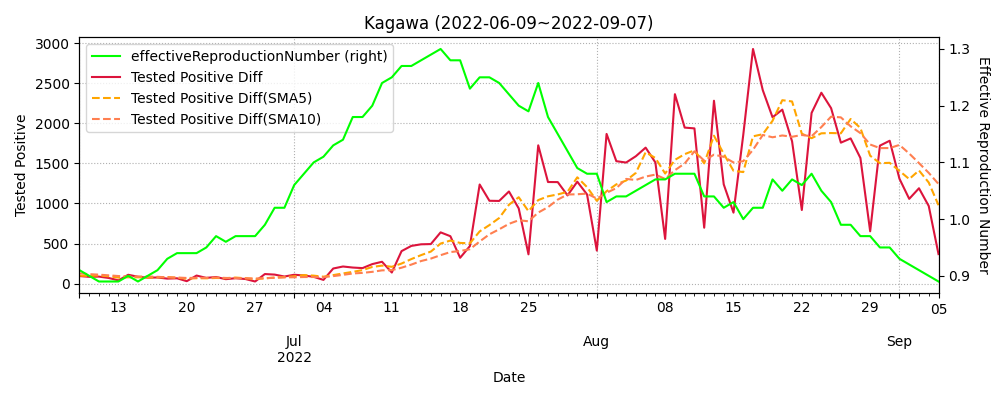 Kagawa (2022-06-09~2022-09-07)
effectiveReproductionNumber (right)
Tested Positive Diff
Tested Positive Diff(SMA5)
Tested Positive Diff(SMA10)
Tested Positive
3000
2500
2000
1500
1000
500
0
Effective Reproduction Number
1.3
1.2
1.1
1.0
0.9
13 20 27 04 11 18 25 08 15 22 29 05
Jul Aug Sep
2022
Date